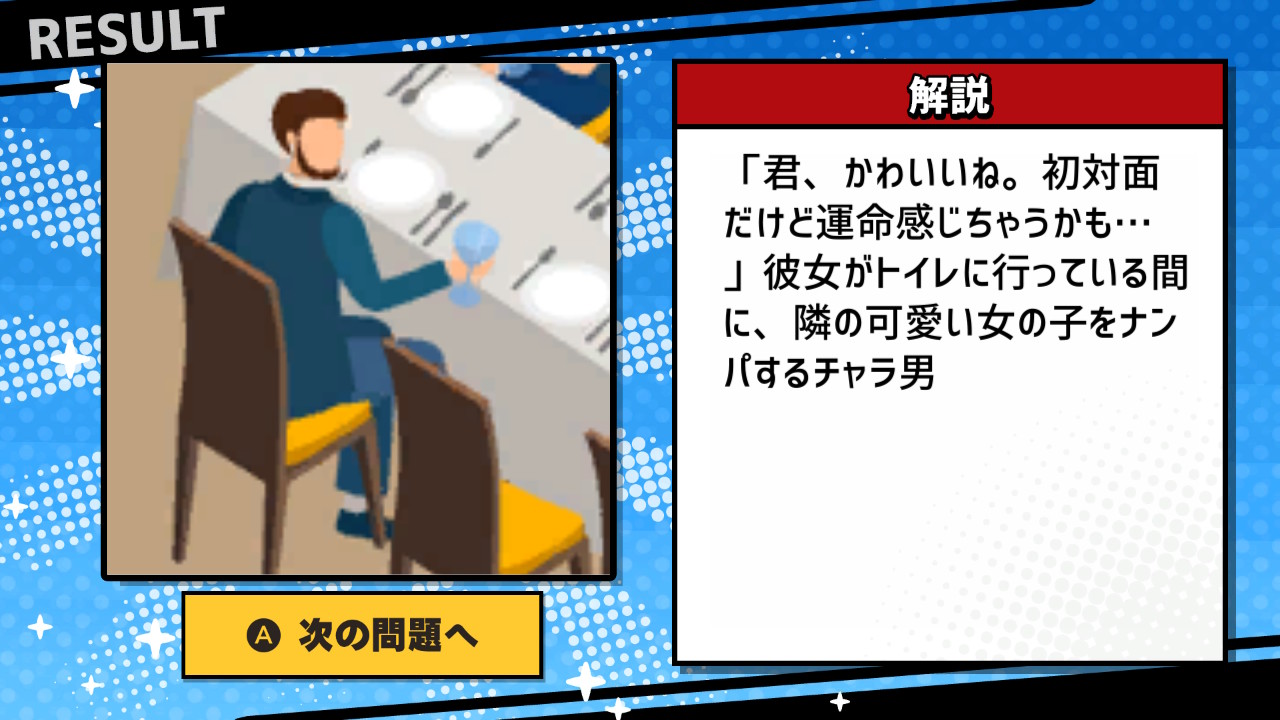 RESULT
解説
「君、かわいいね。初対面
だけど運命感じちゃうかも…
」彼女がトイレに行っている間
に、隣の可愛い女の子をナン
パするチャラ男
A 次の問題へ